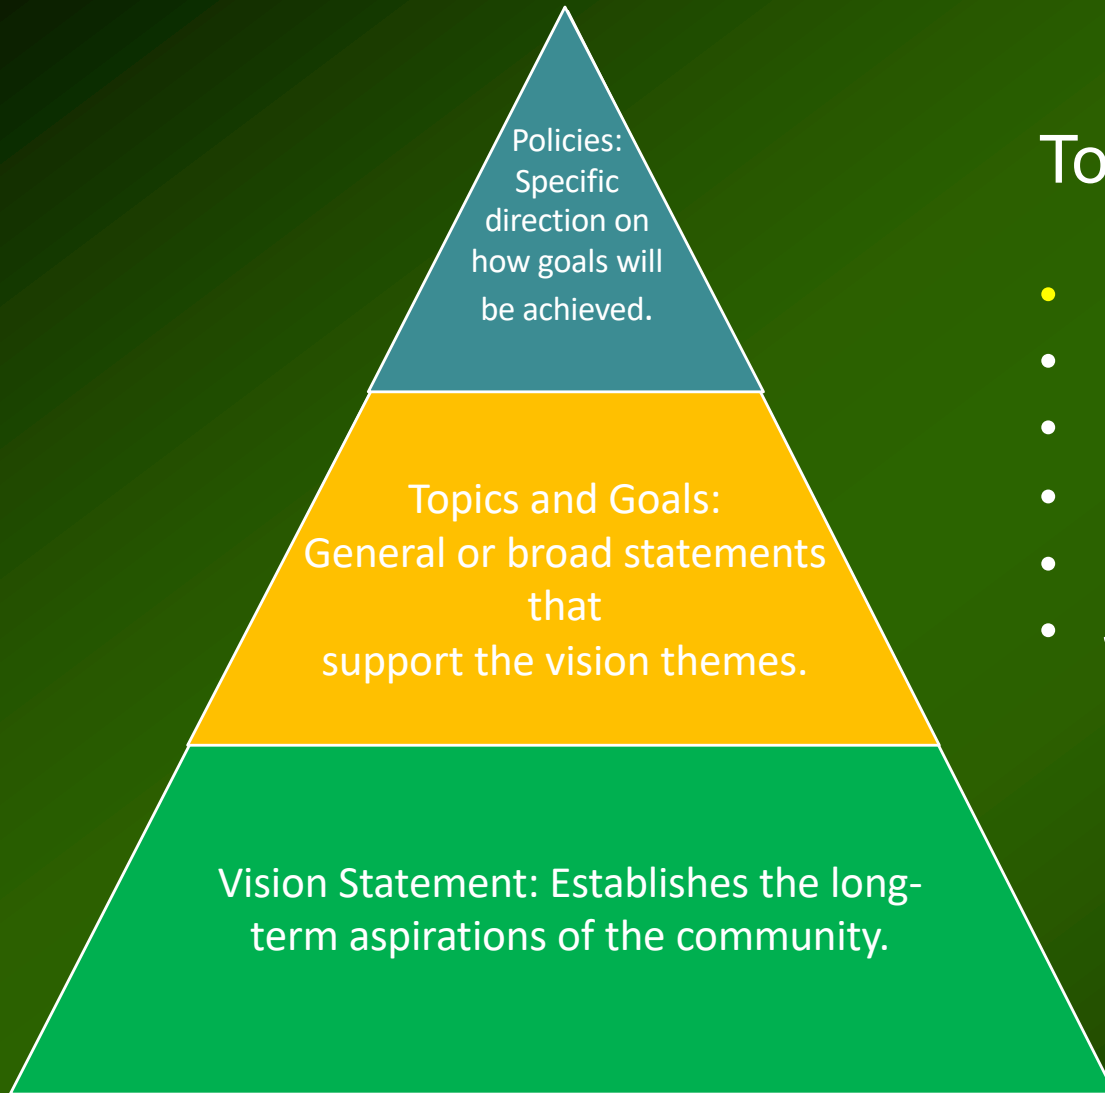 Policies:
Specific
direction on
how goals will
be achieved.
To
Topics and Goals:
General or broad statements
that
support the vision themes.
Vision Statement: Establishes the long-
term aspirations of the community.